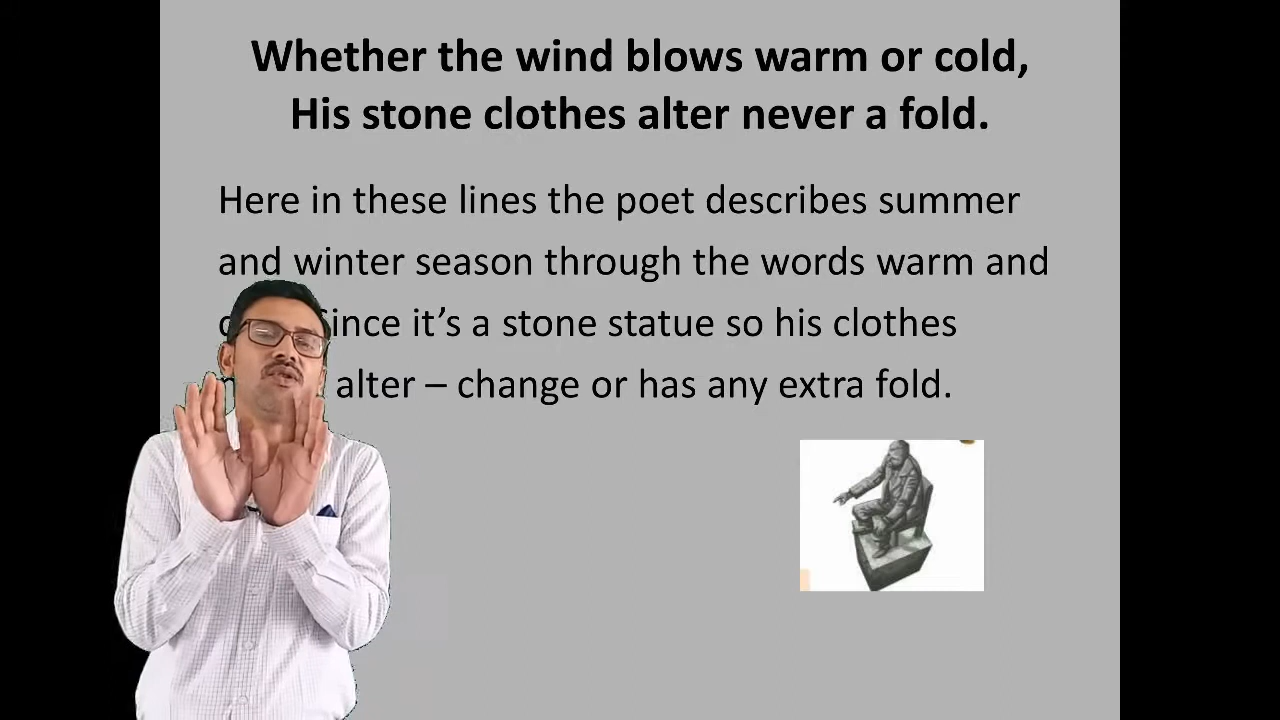 Whether the wind blows warm or cold,
His stone clothes alter never a fold.
Here in these lines the poet describes summer
and winter season through the words warm and
Since it’s a stone statue so his clothes
alter – change or has any extra fold.